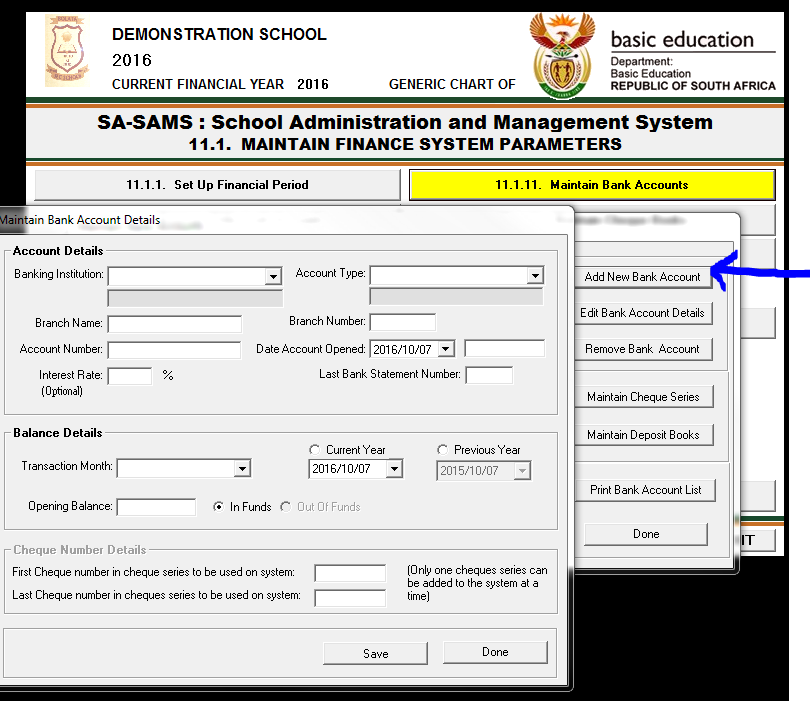 DEMONSTRATION SCHOOL
2016
CURRENT FINANCIAL YEAR 2016 GENERIC CHART OF
basic education
Department:
Basic Education
REPUBLIC OF SOUTH AFRICA
SA-SAMS : School Administration and Management System
11.1. MAINTAIN FINANCE SYSTEM PARAMETERS
11.1.1. Set Up Financial Period
11.1.11. Maintain Bank Accounts
Maintain Bank Account Details
Account Details
Banking Institution: Account Type:
Branch Name: Branch Number:
Account Number: Date Account Opened: 2016/10/07
Interest Rate: % Last Bank Statement Number:
(Optional)
Balance Details
Current Year Previous Year
Transaction Month: 2016/10/07 2015/10/07
Opening Balance: In Funds Out Of Funds
Cheque Number Details
First Cheque number in cheque series to be used on system:
Last Cheque number in cheques series to be used on system:
(Only one cheques series can
be added to the system at a
time)
Save Done
Maintain Cheque Books
Add New Bank Account
Edit Bank Account Details
Remove Bank Account
Maintain Cheque Series
Maintain Deposit Books
Print Bank Account List
Done
IT